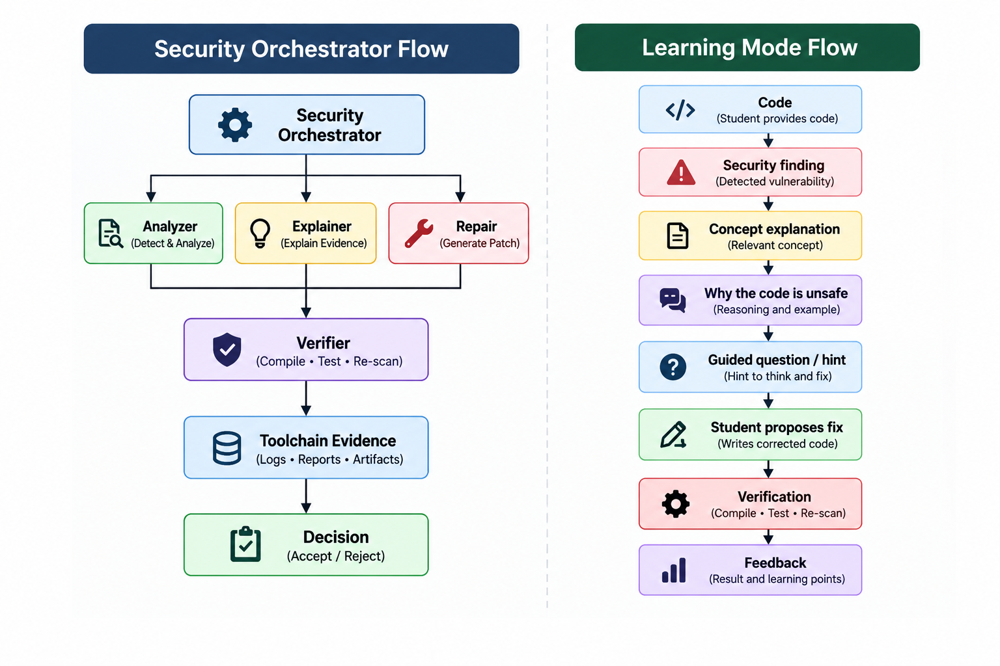 Security Orchestrator Flow
Security
Orchestrator
Analyzer
(Detect & Analyze)
Explainer
(Explain Evidence)
Repair
(Generate Patch)
Verifier
(Compile • Test • Re-scan)
Toolchain Evidence
(Logs • Reports • Artifacts)
Decision
(Accept / Reject)
Learning Mode Flow
</>
Code
(Student provides code)
Security finding
(Detected vulnerability)
Concept explanation
(Relevant concept)
Why the code is unsafe
(Reasoning and example)
Guided question / hint
(Hint to think and fix)
Student proposes fix
(Writes corrected code)
Verification
(Compile • Test • Re-scan)
Feedback
(Result and learning points)